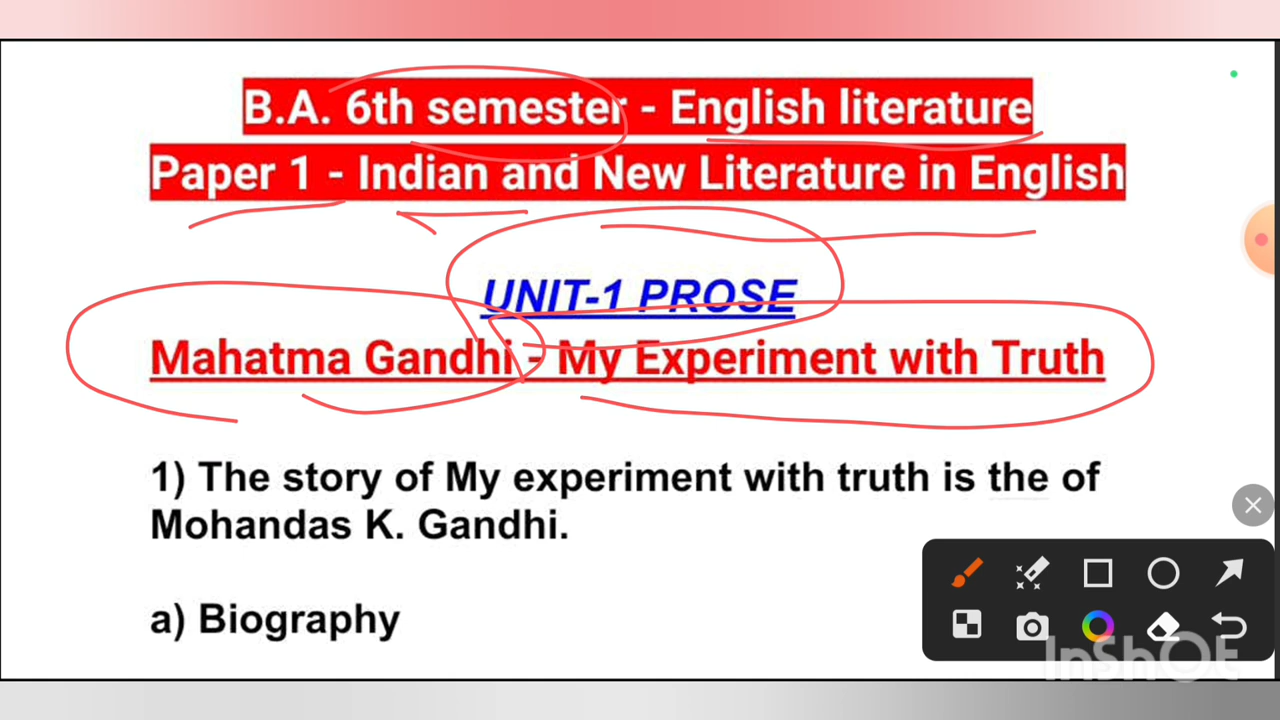 B.A. 6th semester - English literature
Paper 1 - Indian and New Literature in English
UNIT-1 PROSE
Mahatma Gandhi - My Experiment with Truth
1) The story of My experiment with truth is the of
Mohandas K. Gandhi.
a) Biography
InShOt